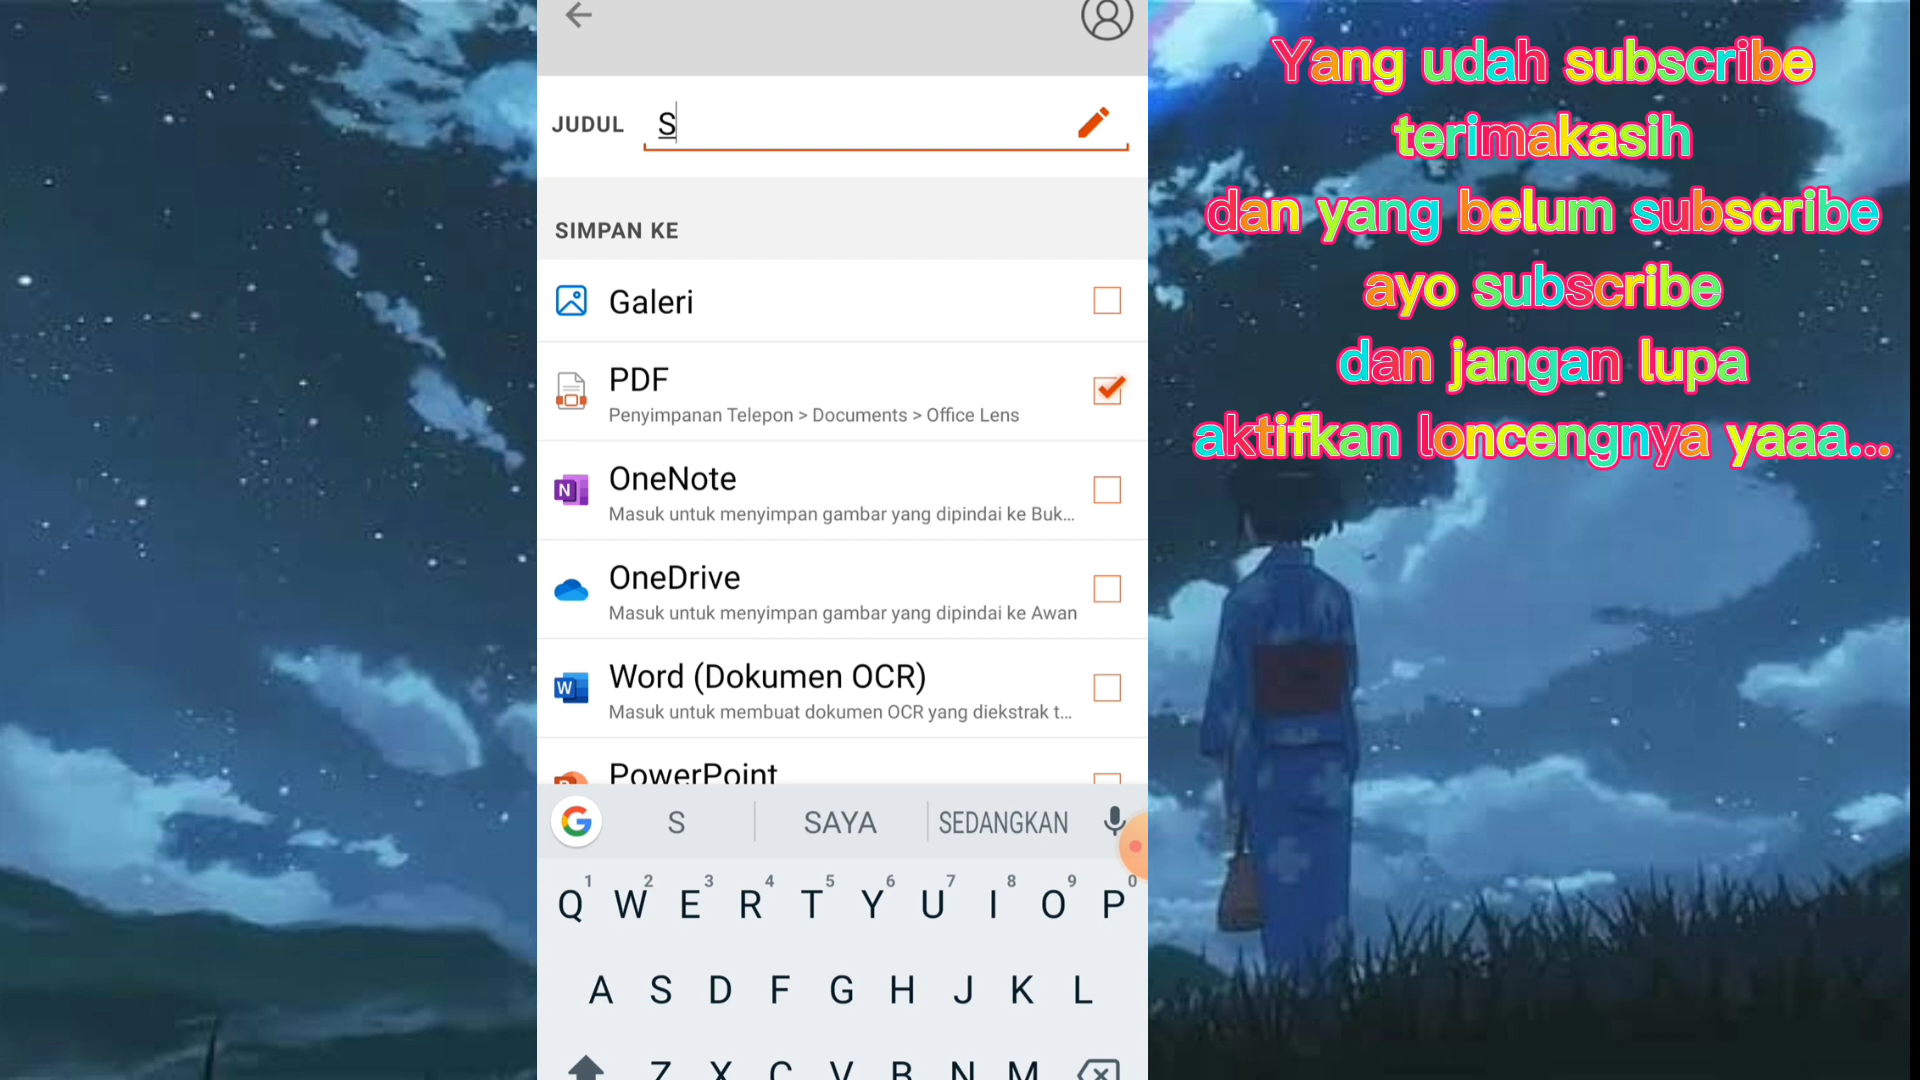 Yang udah subscribe
terimakasih
dan yang belum subscribe
ayo subscribe
dan jangan lupa
aktifkan loncengnya yaaa...
JUDUL S
SIMPAN KE
Galeri
PDF
Penyimpanan Telepon > Documents > Office Lens
OneNote
Masuk untuk menyimpan gambar yang dipindai ke Buk...
OneDrive
Masuk untuk menyimpan gambar yang dipindai ke Awan
Word (Dokumen OCR)
Masuk untuk membuat dokumen OCR yang diekstrak t...
PowerPoint
S SAYA SEDANGKAN
1 2 3 4 5 6 7 8 9 0
Q W E R T Y U I O P
A S D F G H J K L
Z X C V B N M